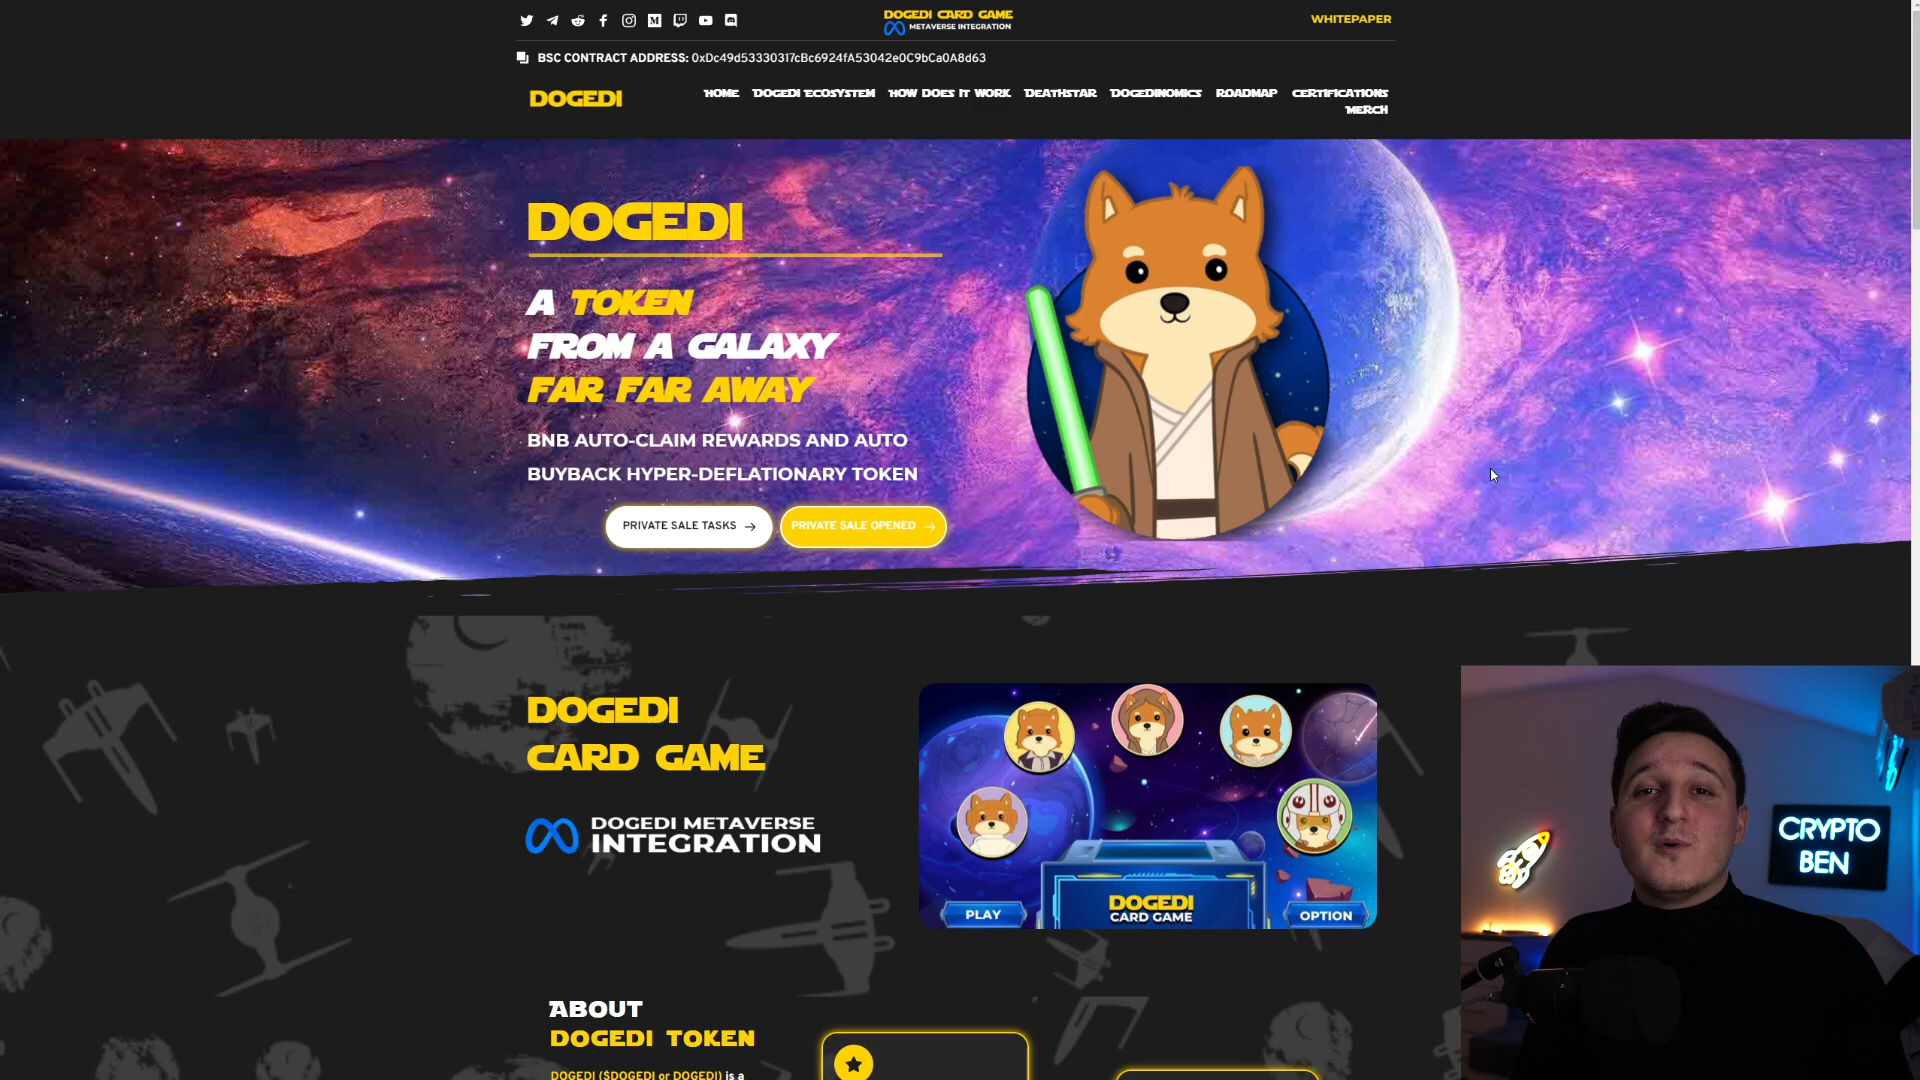 DOGEDI CARD GAME
METAVERSE INTEGRATION
WHITEPAPER
BSC CONTRACT ADDRESS: 0xDc49d53330317cBc6924fA53042e0C9bCa0A8d63
DOGEDI
HOME DOGEDI ECOSYSTEM HOW DOES IT WORK DEATHSTAR DOGEDINOMICS ROADMAP CERTIFICATIONS
MERCH
DOGEDI
A TOKEN
FROM A GALAXY
FAR FAR AWAY
BNB AUTO-CLAIM REWARDS AND AUTO
BUYBACK HYPER-DEFLATIONARY TOKEN
PRIVATE SALE TASKS → PRIVATE SALE OPENED →
DOGEDI
CARD GAME
DOGEDI METAVERSE
INTEGRATION
DOGEDI
CARD GAME
PLAY
OPTION
CRYPTO
BEN
ABOUT
DOGEDI TOKEN
DOGEDI ($DOGEDI or DOGEDI) is a